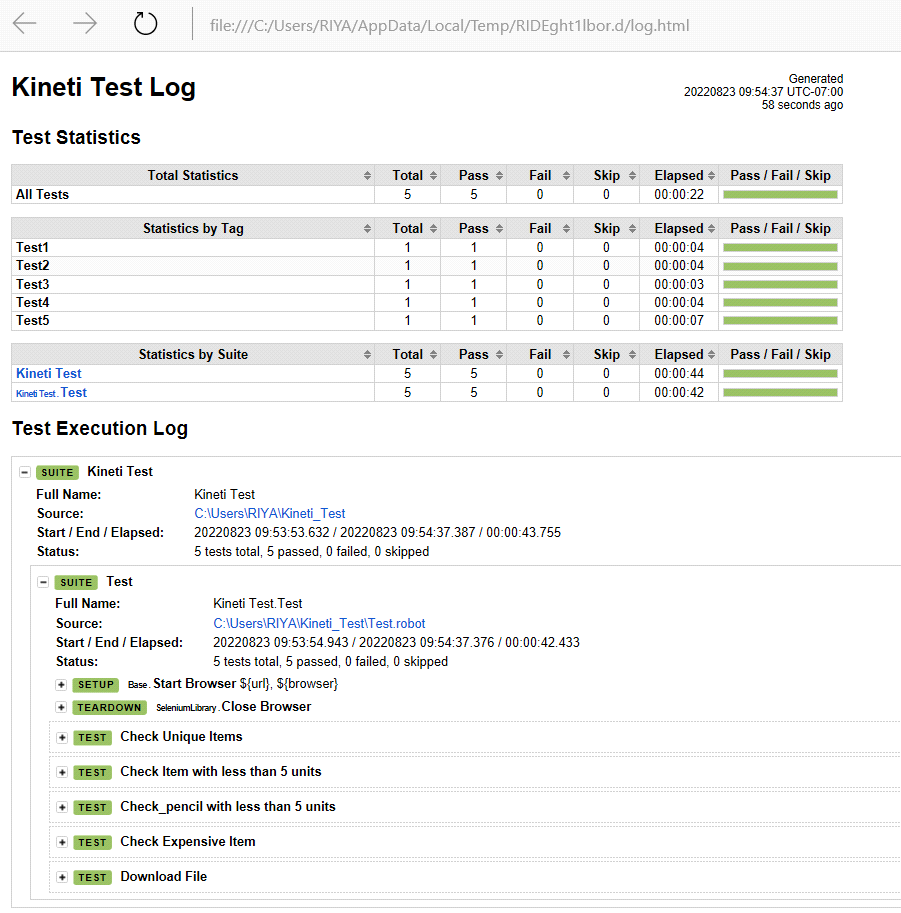 file:///C:/Users/RIYA/AppData/Local/Temp/RIDEght1lbor.d/log.html
Kineti Test Log
Generated
20220823 09:54:37 UTC-07:00
58 seconds ago
Test Statistics
Total Statistics Total Pass Fail Skip Elapsed Pass / Fail / Skip
All Tests 5 5 0 0 00:00:22
Statistics by Tag Total Pass Fail Skip Elapsed Pass / Fail / Skip
Test1 1 1 0 0 00:00:04
Test2 1 1 0 0 00:00:04
Test3 1 1 0 0 00:00:03
Test4 1 1 0 0 00:00:04
Test5 1 1 0 0 00:00:07
Statistics by Suite Total Pass Fail Skip Elapsed Pass / Fail / Skip
Kineti Test 5 5 0 0 00:00:44
Kineti Test . Test 5 5 0 0 00:00:42
Test Execution Log
SUITE Kineti Test
Full Name: Kineti Test
Source: C:\Users\RIYA\Kineti_Test
Start / End / Elapsed: 20220823 09:53:53.632 / 20220823 09:54:37.387 / 00:00:43.755
Status: 5 tests total, 5 passed, 0 failed, 0 skipped
SUITE Test
Full Name: Kineti Test.Test
Source: C:\Users\RIYA\Kineti_Test\Test.robot
Start / End / Elapsed: 20220823 09:53:54.943 / 20220823 09:54:37.376 / 00:00:42.433
Status: 5 tests total, 5 passed, 0 failed, 0 skipped
SETUP Base . Start Browser ${url}, ${browser}
TEARDOWN SeleniumLibrary . Close Browser
TEST Check Unique Items
TEST Check Item with less than 5 units
TEST Check_pencil with less than 5 units
TEST Check Expensive Item
TEST Download File